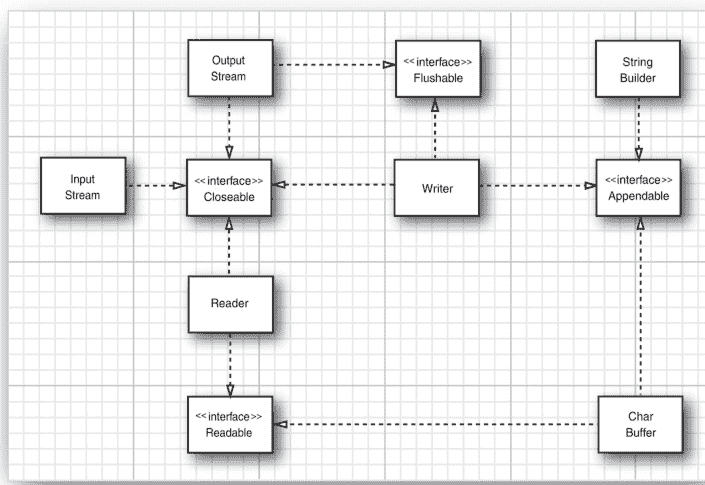 Output
Stream
<<interface>>
Flushable
String
Builder
Input
Stream
<<interface>>
Closeable
Writer
<<interface>>
Appendable
Reader
<<interface>>
Readable
Char
Buffer